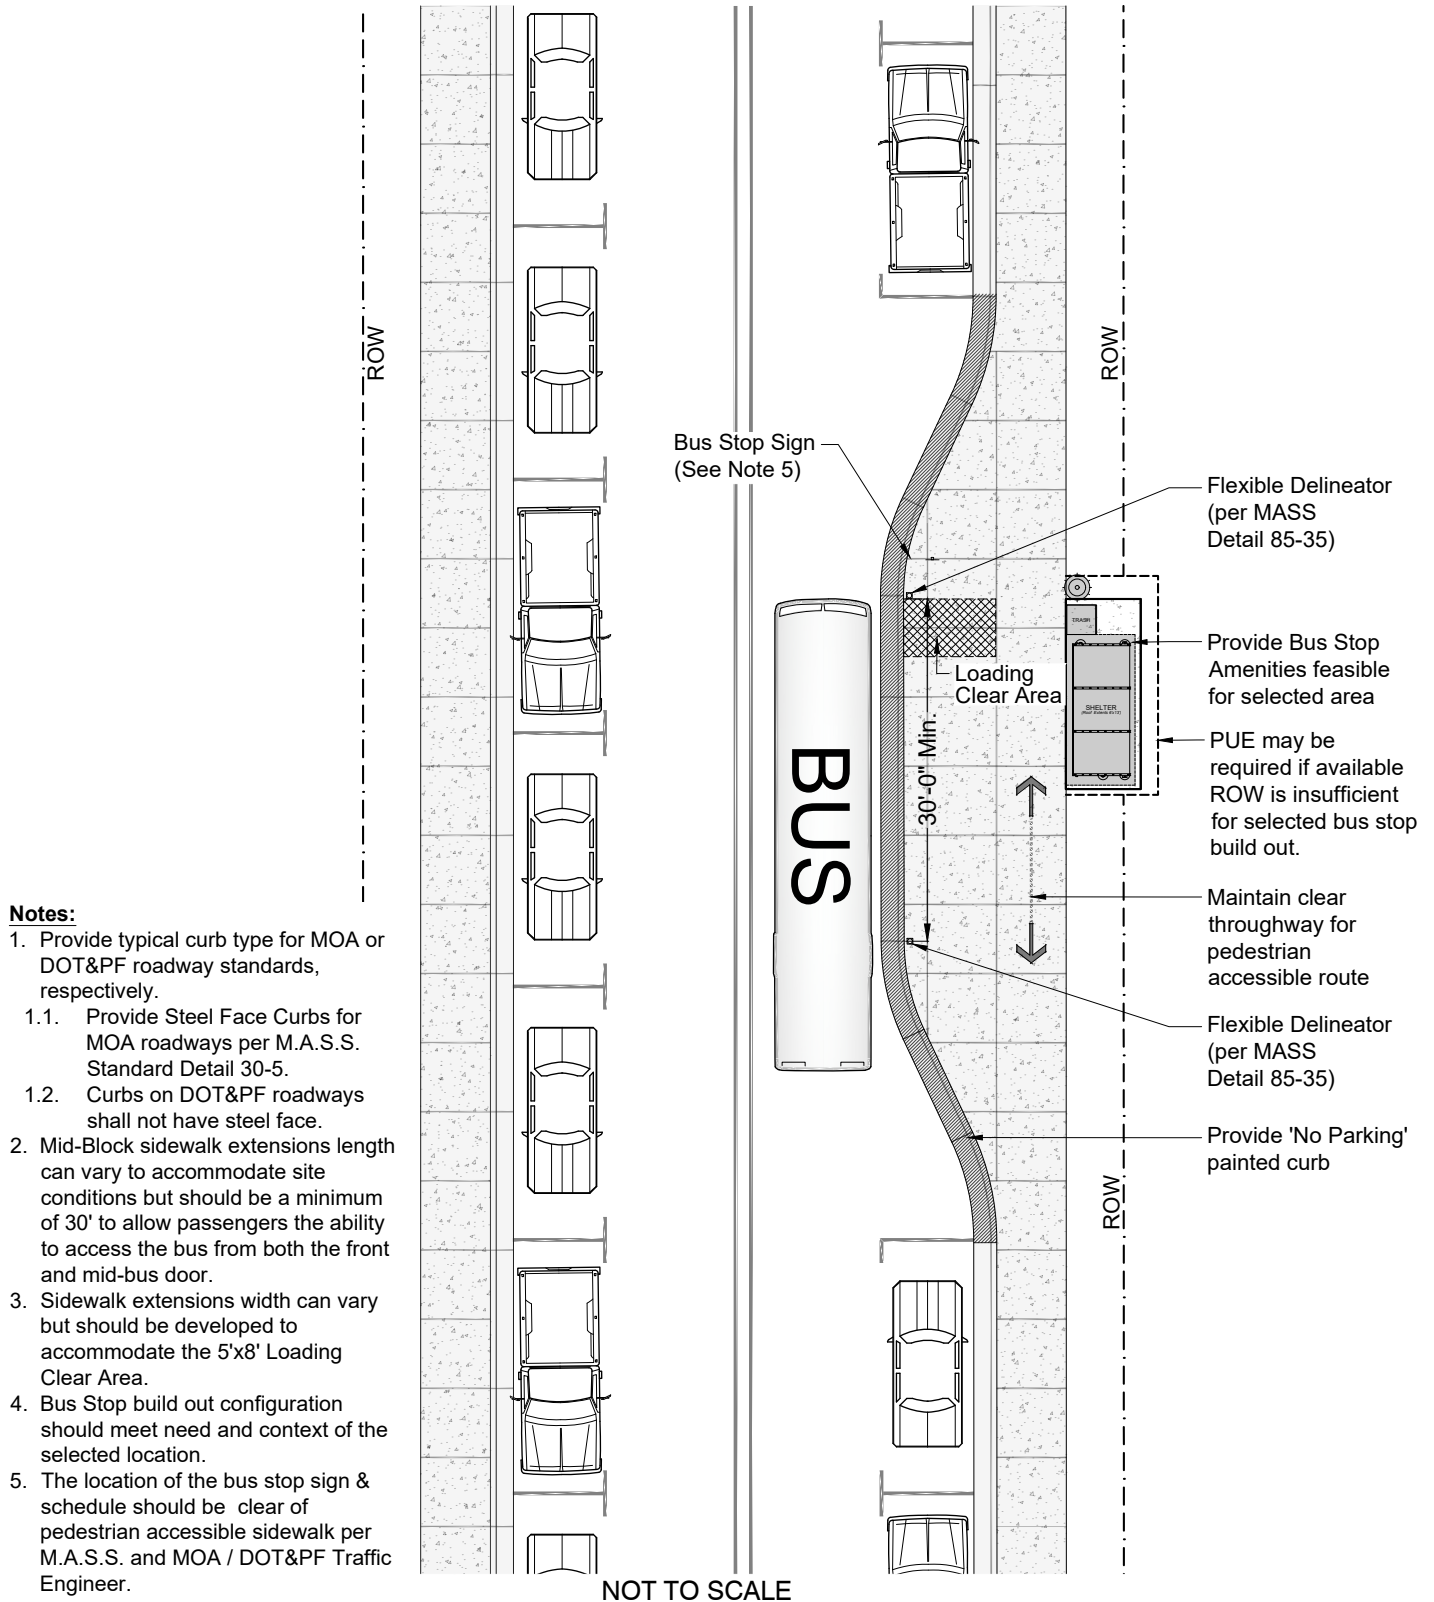 ROW
ROW
Bus Stop Sign
(See Note 5)
Flexible Delineator
(per MASS
Detail 85-35)
TRASH
Provide Bus Stop
Amenities feasible
for selected area
Loading
Clear Area
SHELTER
30'-0" Min.
BUS
PUE may be
required if available
ROW is insufficient
for selected bus stop
build out.
Maintain clear
throughway for
pedestrian
accessible route
Flexible Delineator
(per MASS
Detail 85-35)
Provide 'No Parking'
painted curb
ROW
Notes:
1. Provide typical curb type for MOA or
DOT&PF roadway standards,
respectively.
1.1. Provide Steel Face Curbs for
MOA roadways per M.A.S.S.
Standard Detail 30-5.
1.2. Curbs on DOT&PF roadways
shall not have steel face.
2. Mid-Block sidewalk extensions length
can vary to accommodate site
conditions but should be a minimum
of 30' to allow passengers the ability
to access the bus from both the front
and mid-bus door.
3. Sidewalk extensions width can vary
but should be developed to
accommodate the 5'x8' Loading
Clear Area.
4. Bus Stop build out configuration
should meet need and context of the
selected location.
5. The location of the bus stop sign &
schedule should be clear of
pedestrian accessible sidewalk per
M.A.S.S. and MOA / DOT&PF Traffic
Engineer.
NOT TO SCALE